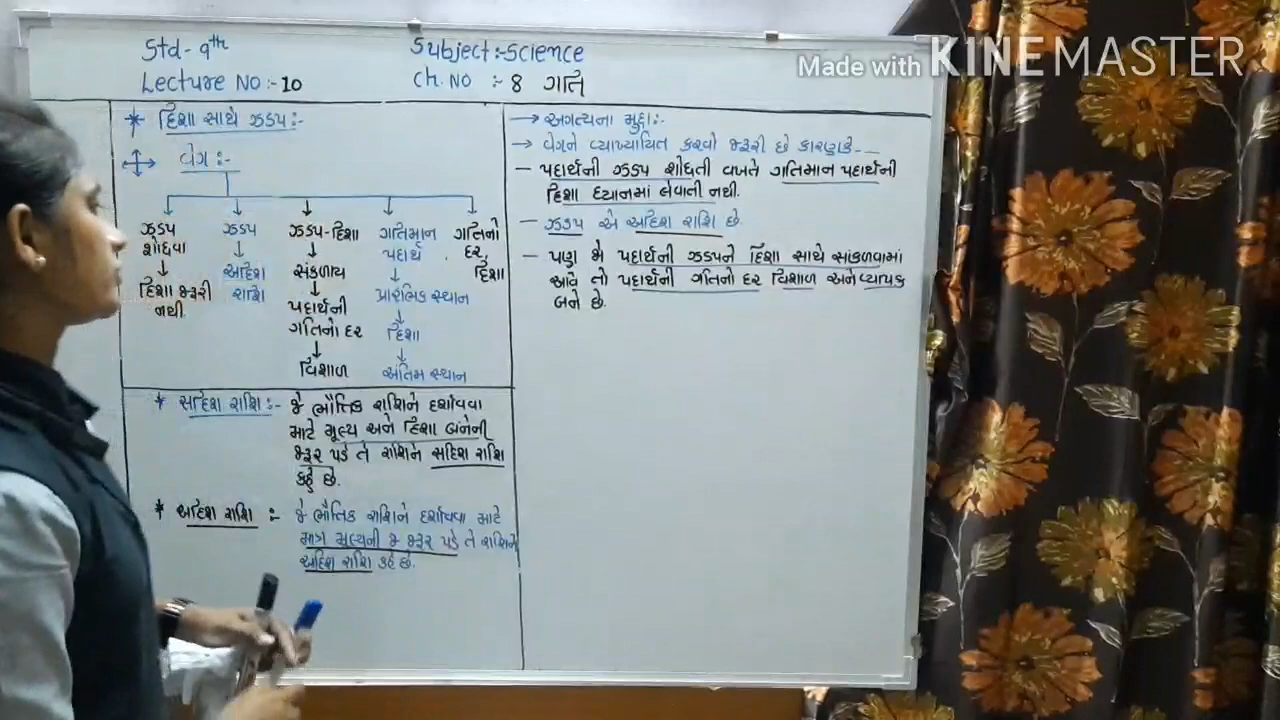 Std- 9th
Subject:-Science
Lecture No:-10
Ch. No :- 8 ગતિ
Made with KINEMASTER
* દિશા સાથે ઝડપ:-
વેગ:-
ઝડપ શોધવા
↓
દિશા જરૂરી નથી
ઝડપ
↓
અદિશ રાશિ
ઝડપ-દિશા
↓
સંકળાય
↓
પદાર્થની
ગતિનો દર
↓
વિશાળ
ગતિમાન
પદાર્થ
↓
પ્રારંભિક સ્થાન
↓
દિશા
↓
અંતિમ સ્થાન
ગતિનો
દર,
દિશા
* સદિશ રાશિ:- જે ભૌતિક રાશિને દર્શાવવા
માટે મૂલ્ય અને દિશા બંનેની
જરૂર પડે તે રાશિને સદિશ રાશિ
કહે છે.
* અદિશ રાશિ :- જે ભૌતિક રાશિને દર્શાવવા માટે
માત્ર મૂલ્યની જ જરૂર પડે તે રાશિને
અદિશ રાશિ કહે છે.
→ અગત્યના મુદ્દા:-
→ વેગને વ્યાખ્યાયિત કરવો જરૂરી છે કારણકે---
- પદાર્થની ઝડપ શોધતી વખતે ગતિમાન પદાર્થની
દિશા ધ્યાનમાં લેવાતી નથી.
- ઝડપ એ અદિશ રાશિ છે.
- પણ જો પદાર્થની ઝડપને દિશા સાથે સાંકળવામાં
આવે તો પદાર્થની ગતિનો દર વિશાળ અને વ્યાપક
બને છે.